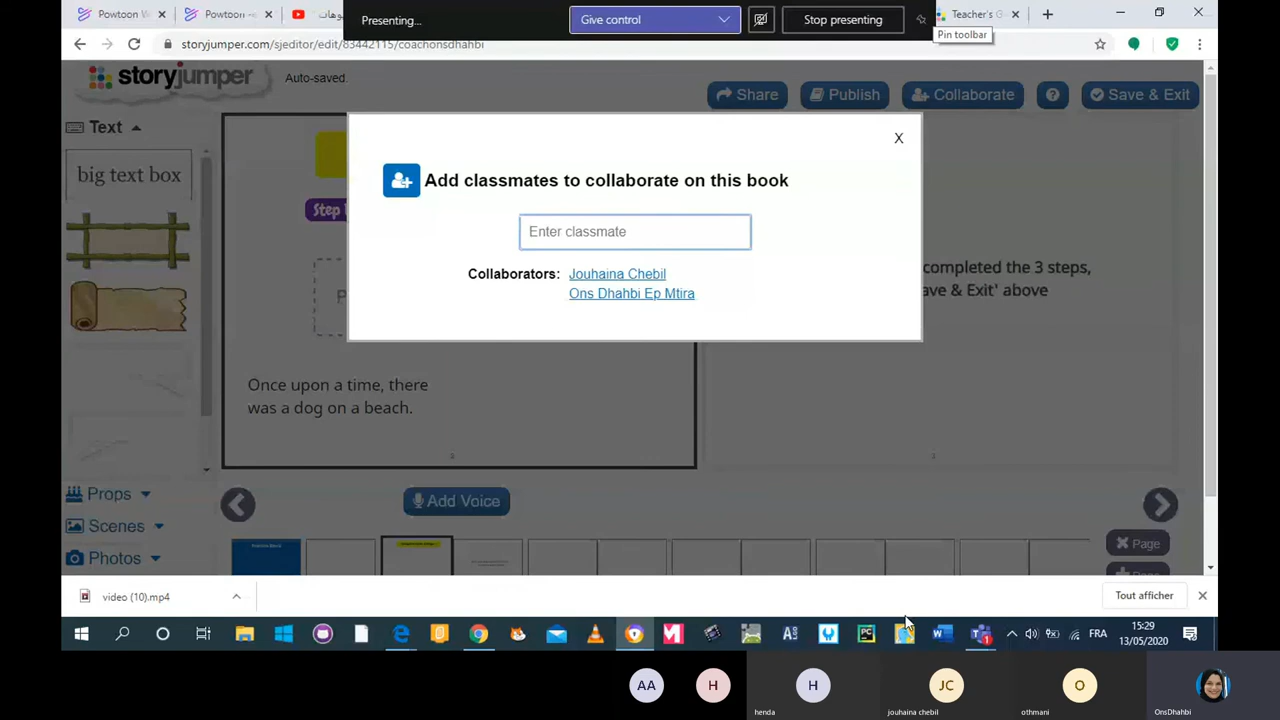 Powtoon W
Powtoon
Presenting...
Give control
Stop presenting
Teacher's G
Pin toolbar
storyjumper.com/sjeditor/edit/83442115/coachonsdhahbi
storyjumper
Auto-saved.
Share
Publish
Collaborate
?
Save & Exit
Text
X
big text box
Add classmates to collaborate on this book
Step
Enter classmate
Collaborators:
Jouhaina Chebil
Ons Dhahbi Ep Mtira
completed the 3 steps,
ve & Exit' above
P
Once upon a time, there
was a dog on a beach.
Props
Scenes
Photos
Add Voice
Page
video (10).mp4
Tout afficher
FRA
15:29
13/05/2020
AA
H
H
JC
O
henda
jouhaina chebil
othmani
OnsDhahbi